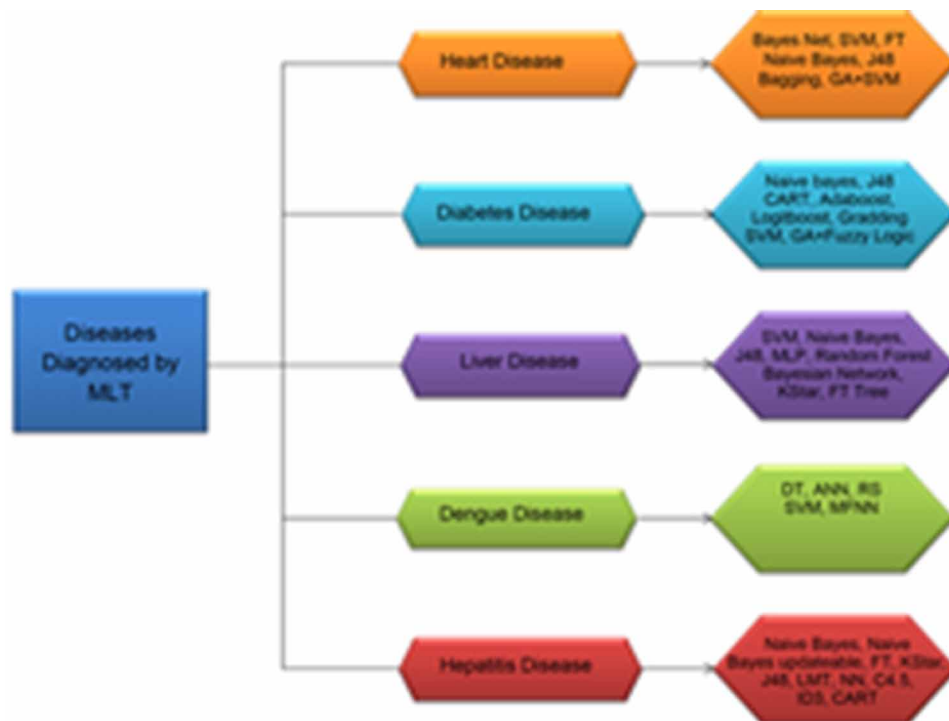 Diseases
Diagnosed by
MLT
Heart Disease
Bayes Net, SVM, FT
Naive Bayes, J48
Bagging, GA+SVM
Diabetes Disease
Naive bayes, J48
CART, Adaboost,
Logitboost, Gradding
SVM, GA+Fuzzy Logic
Liver Disease
SVM, Naive Bayes,
J48, MLP, Random Forest
Bayesian Network,
KStar, FT Tree
Dengue Disease
DT, ANN, RS
SVM, MFNN
Hepatitis Disease
Naive Bayes, Naive
Bayes updateable, FT, KStar
J48, LMT, NN, C4.5,
ID3, CART